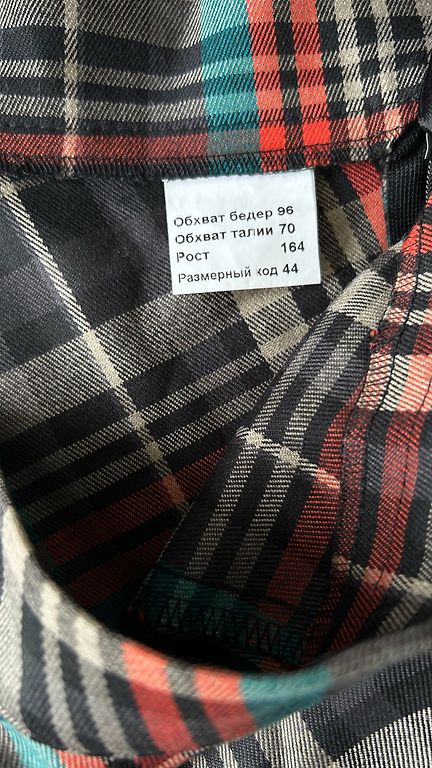 Обхват бедер 96
Обхват талии 70
Рост 164
Размерный код 44